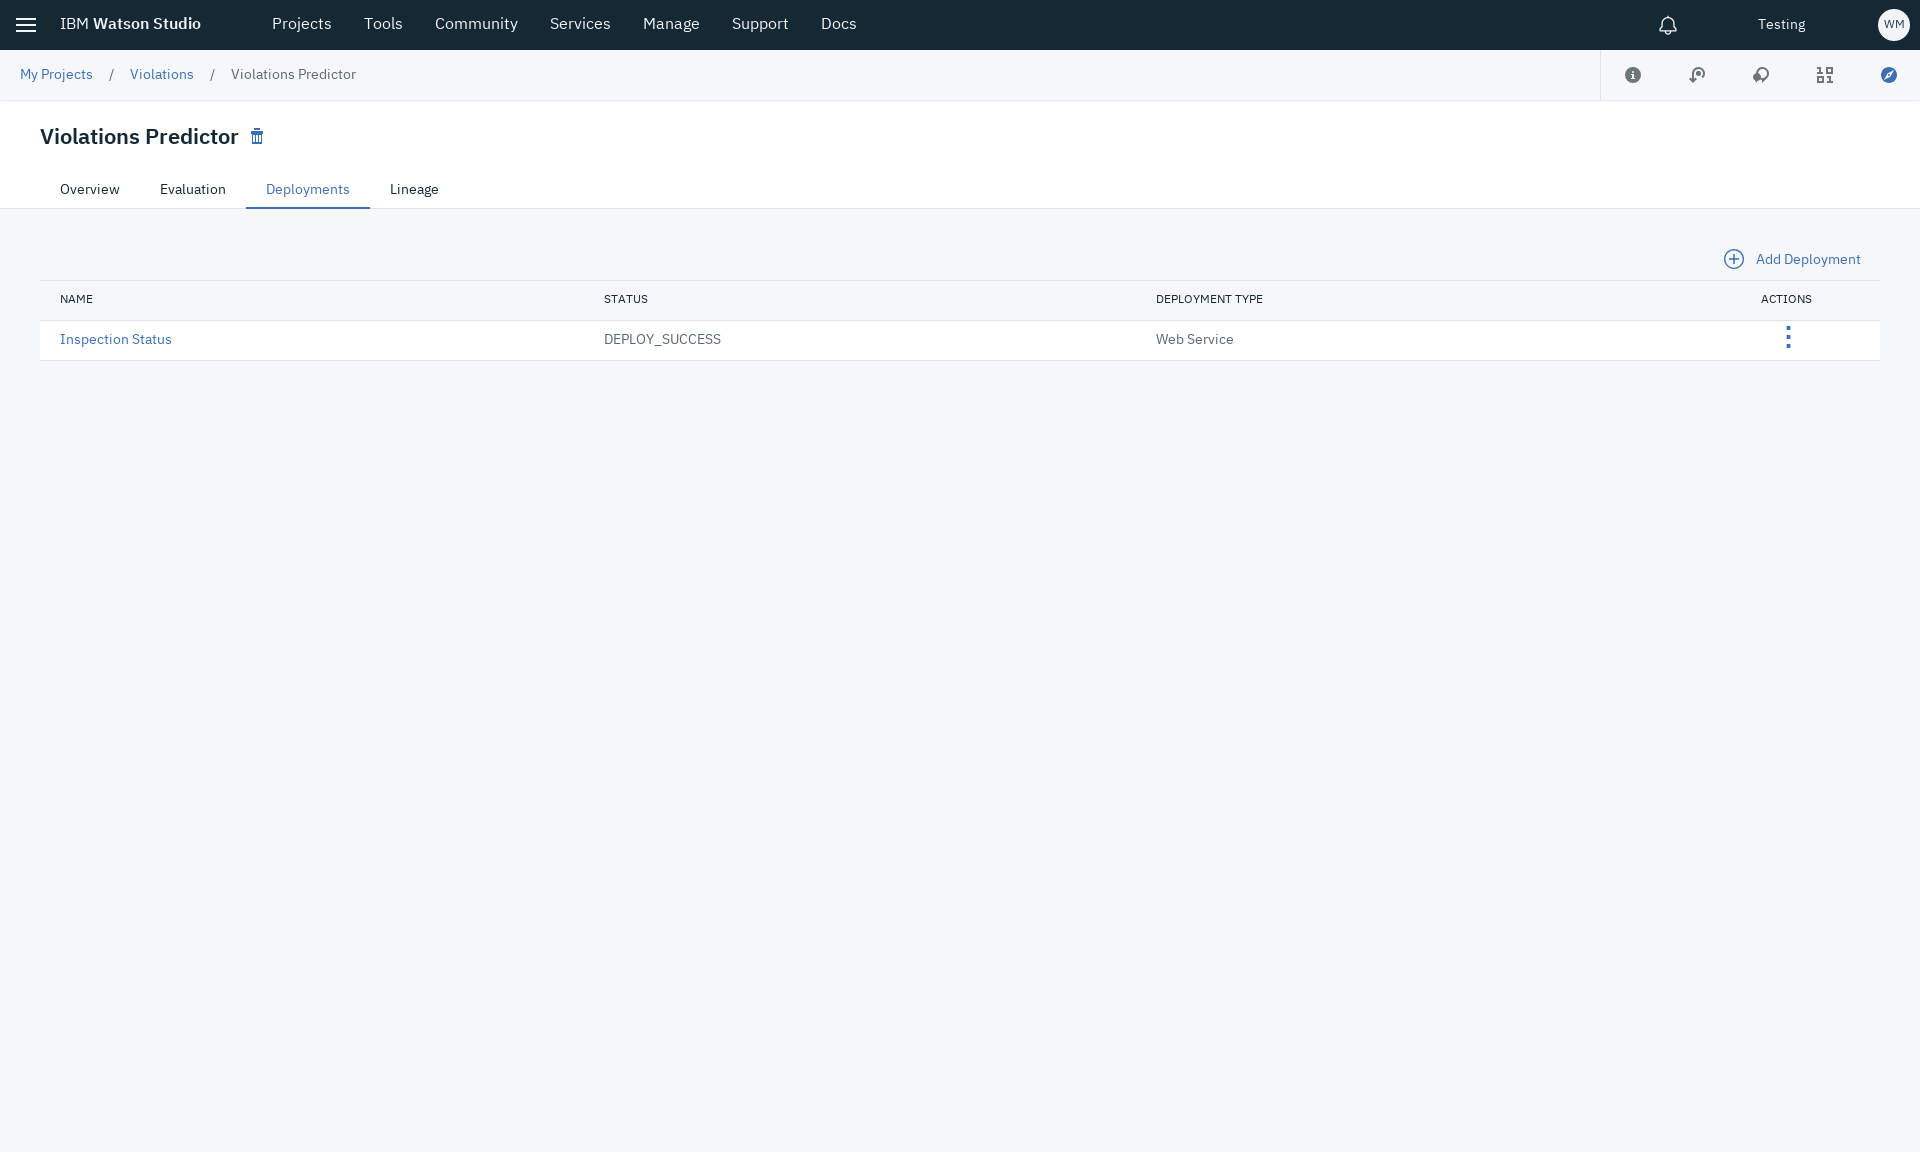 IBM Watson Studio Projects Tools Community Services Manage Support Docs Testing WM
My Projects / Violations / Violations Predictor
Violations Predictor
Overview Evaluation Deployments Lineage
Add Deployment
NAME STATUS DEPLOYMENT TYPE ACTIONS
Inspection Status DEPLOY_SUCCESS Web Service